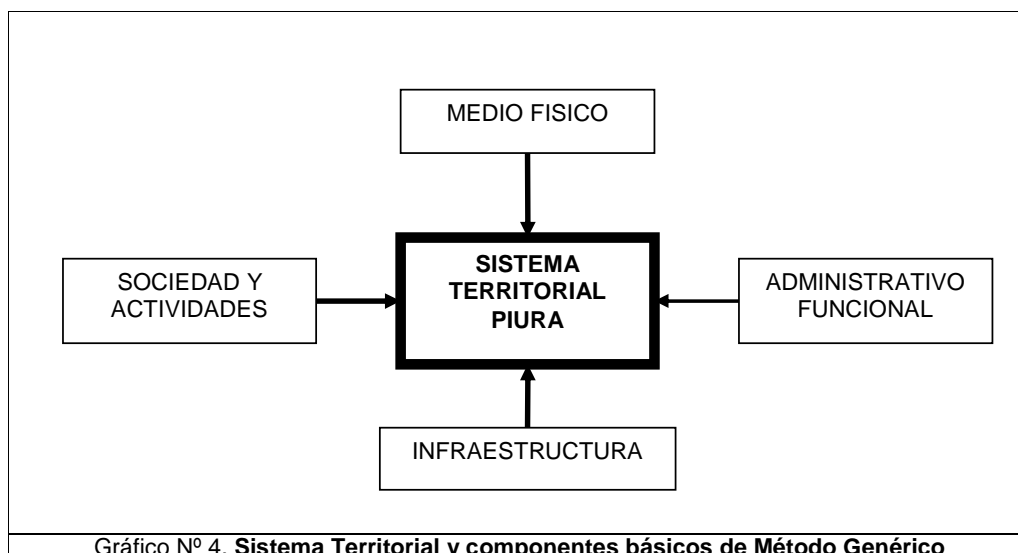 MEDIO FISICO
SOCIEDAD Y
ACTIVIDADES
SISTEMA
TERRITORIAL
PIURA
ADMINISTRATIVO
FUNCIONAL
INFRAESTRUCTURA
Gráfico Nº 4. Sistema Territorial y componentes básicos de Método Genérico